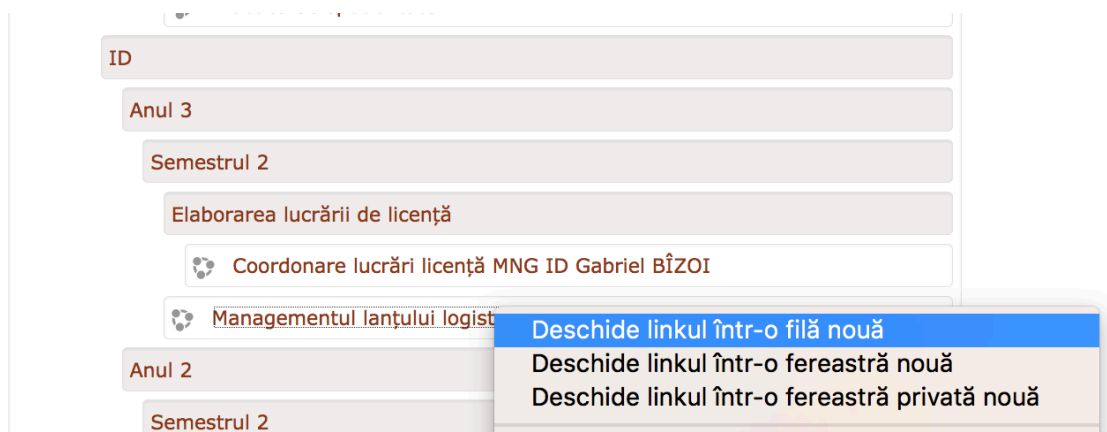 ID
Anul 3
Semestrul 2
Elaborarea lucrării de licență
Coordonare lucrări licență MNG ID Gabriel BÎZOI
Managementul lanțului logist
Deschide linkul într-o filă nouă
Deschide linkul într-o fereastră nouă
Anul 2
Deschide linkul într-o fereastră privată nouă
Semestrul 2